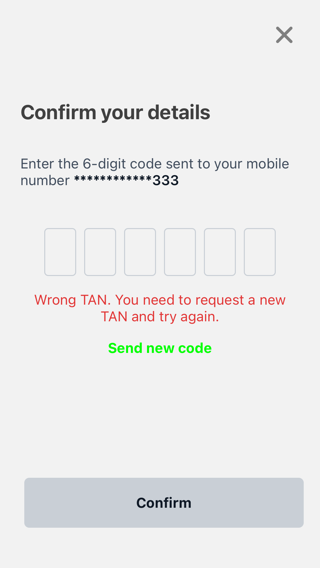 Confirm your details
Enter the 6-digit code sent to your mobile
number ************333
Wrong TAN. You need to request a new
TAN and try again.
Send new code
Confirm